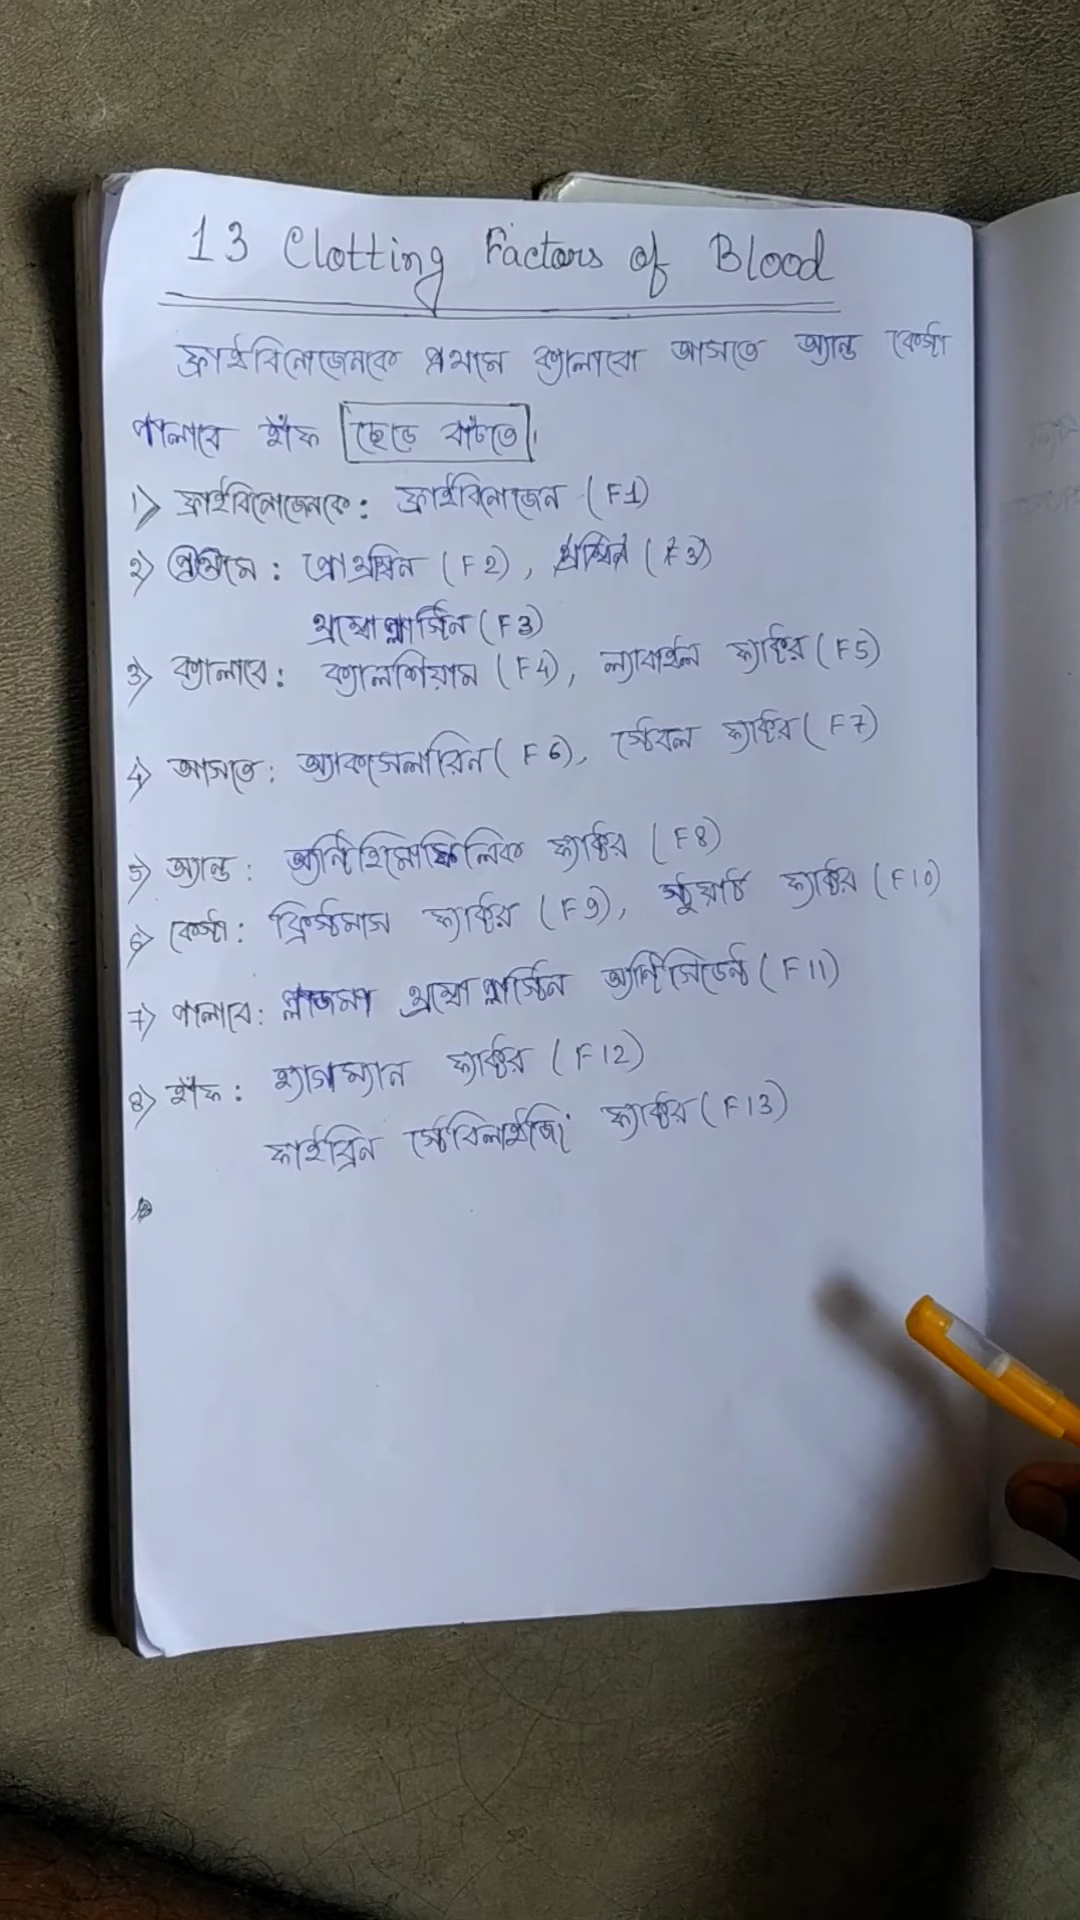 13 Clotting Factors of Blood
ফাইব্রিনোজেনকে প্রথমে ক্যালাবো আসতে অ্যান্ড কেস্টা
পালাবে হাঁফ ছেড়ে বাঁচতে।
1) ফাইব্রিনোজেনকে: ফাইব্রিনোজেন (F1)
2) প্রথমে: প্রোথম্বিন (F2), থ্রম্বিন (F3)
থ্রম্বোপ্লাস্টিন (F3)
3) ক্যালাবে: ক্যালশিয়াম (F4), ল্যাবাইল ফ্যাক্টর (F5)
4) আসতে: অ্যাকসেলারিন (F6), স্টেবল ফ্যাক্টর (F7)
5) অ্যান্ড: অ্যান্টিহিমোফিলিক ফ্যাক্টর (F8)
6) কেস্টা: ক্রিস্টমাস ফ্যাক্টর (F9), স্টুয়ার্ট ফ্যাক্টর (F10)
7) পালাবে: প্লাজমা থ্রম্বোপ্লাস্টিন অ্যান্টিসিডেন্ট (F11)
8) হাঁফ: হ্যাগম্যান ফ্যাক্টর (F12)
ফাইব্রিন স্টেবিলাইজিং ফ্যাক্টর (F13)